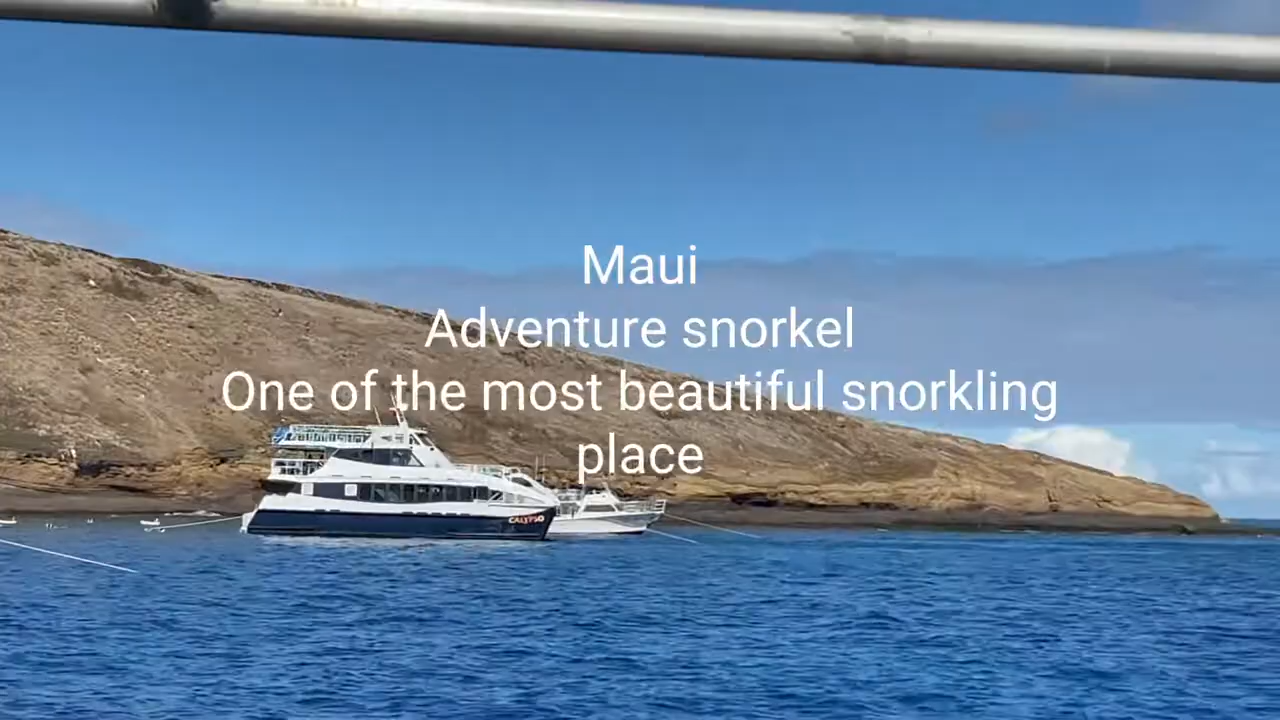 Maui
Adventure snorkel
One of the most beautiful snorkling
place
CALYPSO